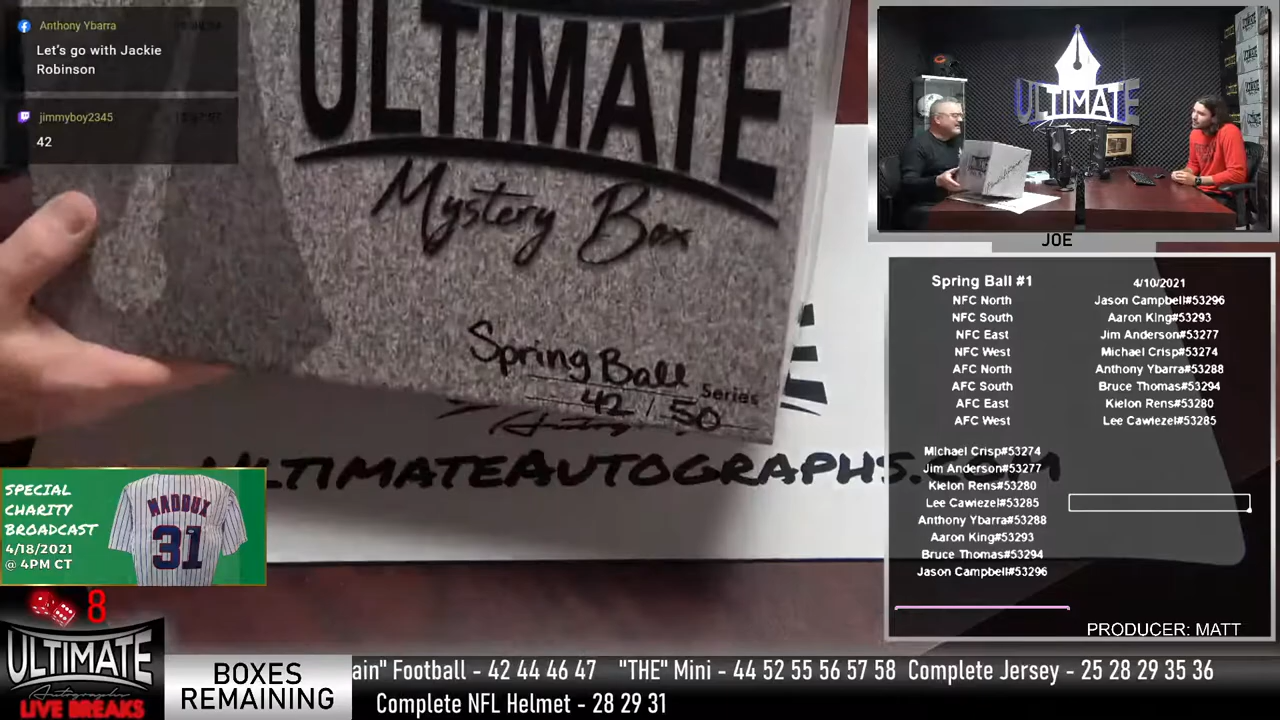 Anthony Ybarra
Let's go with Jackie
Robinson
jimmyboy2345
42
ULTIMATE
Mystery Box
Spring Ball
Series
42 / 50
ULTIMATEAUTOGRAPHS.COM
ULTIMATE
JOE
Spring Ball #1 4/10/2021
NFC North Jason Campbell#53296
NFC South Aaron King#53293
NFC East Jim Anderson#53277
NFC West Michael Crisp#53274
AFC North Anthony Ybarra#53288
AFC South Bruce Thomas#53294
AFC East Kielon Rens#53280
AFC West Lee Cawiezel#53285
Michael Crisp#53274
Jim Anderson#53277
Kielon Rens#53280
Lee Cawiezel#53285
Anthony Ybarra#53288
Aaron King#53293
Bruce Thomas#53294
Jason Campbell#53296
PRODUCER: MATT
SPECIAL
CHARITY
BROADCAST
4/18/2021
@ 4PM CT
MADDUX
31
8
ULTIMATE
Autographs
LIVE BREAKS
BOXES
REMAINING
ain" Football - 42 44 46 47 "THE" Mini - 44 52 55 56 57 58 Complete Jersey - 25 28 29 35 36
Complete NFL Helmet - 28 29 31